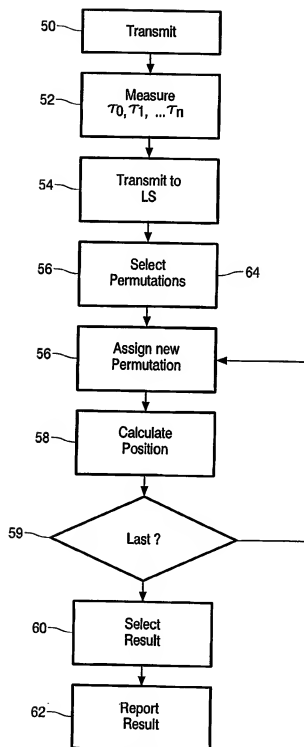 50
Transmit
52
Measure
τ0, τ1, ... τn
54
Transmit to
LS
56
Select
Permutations
64
56
Assign new
Permutation
58
Calculate
Position
59
Last ?
60
Select
Result
62
Report
Result